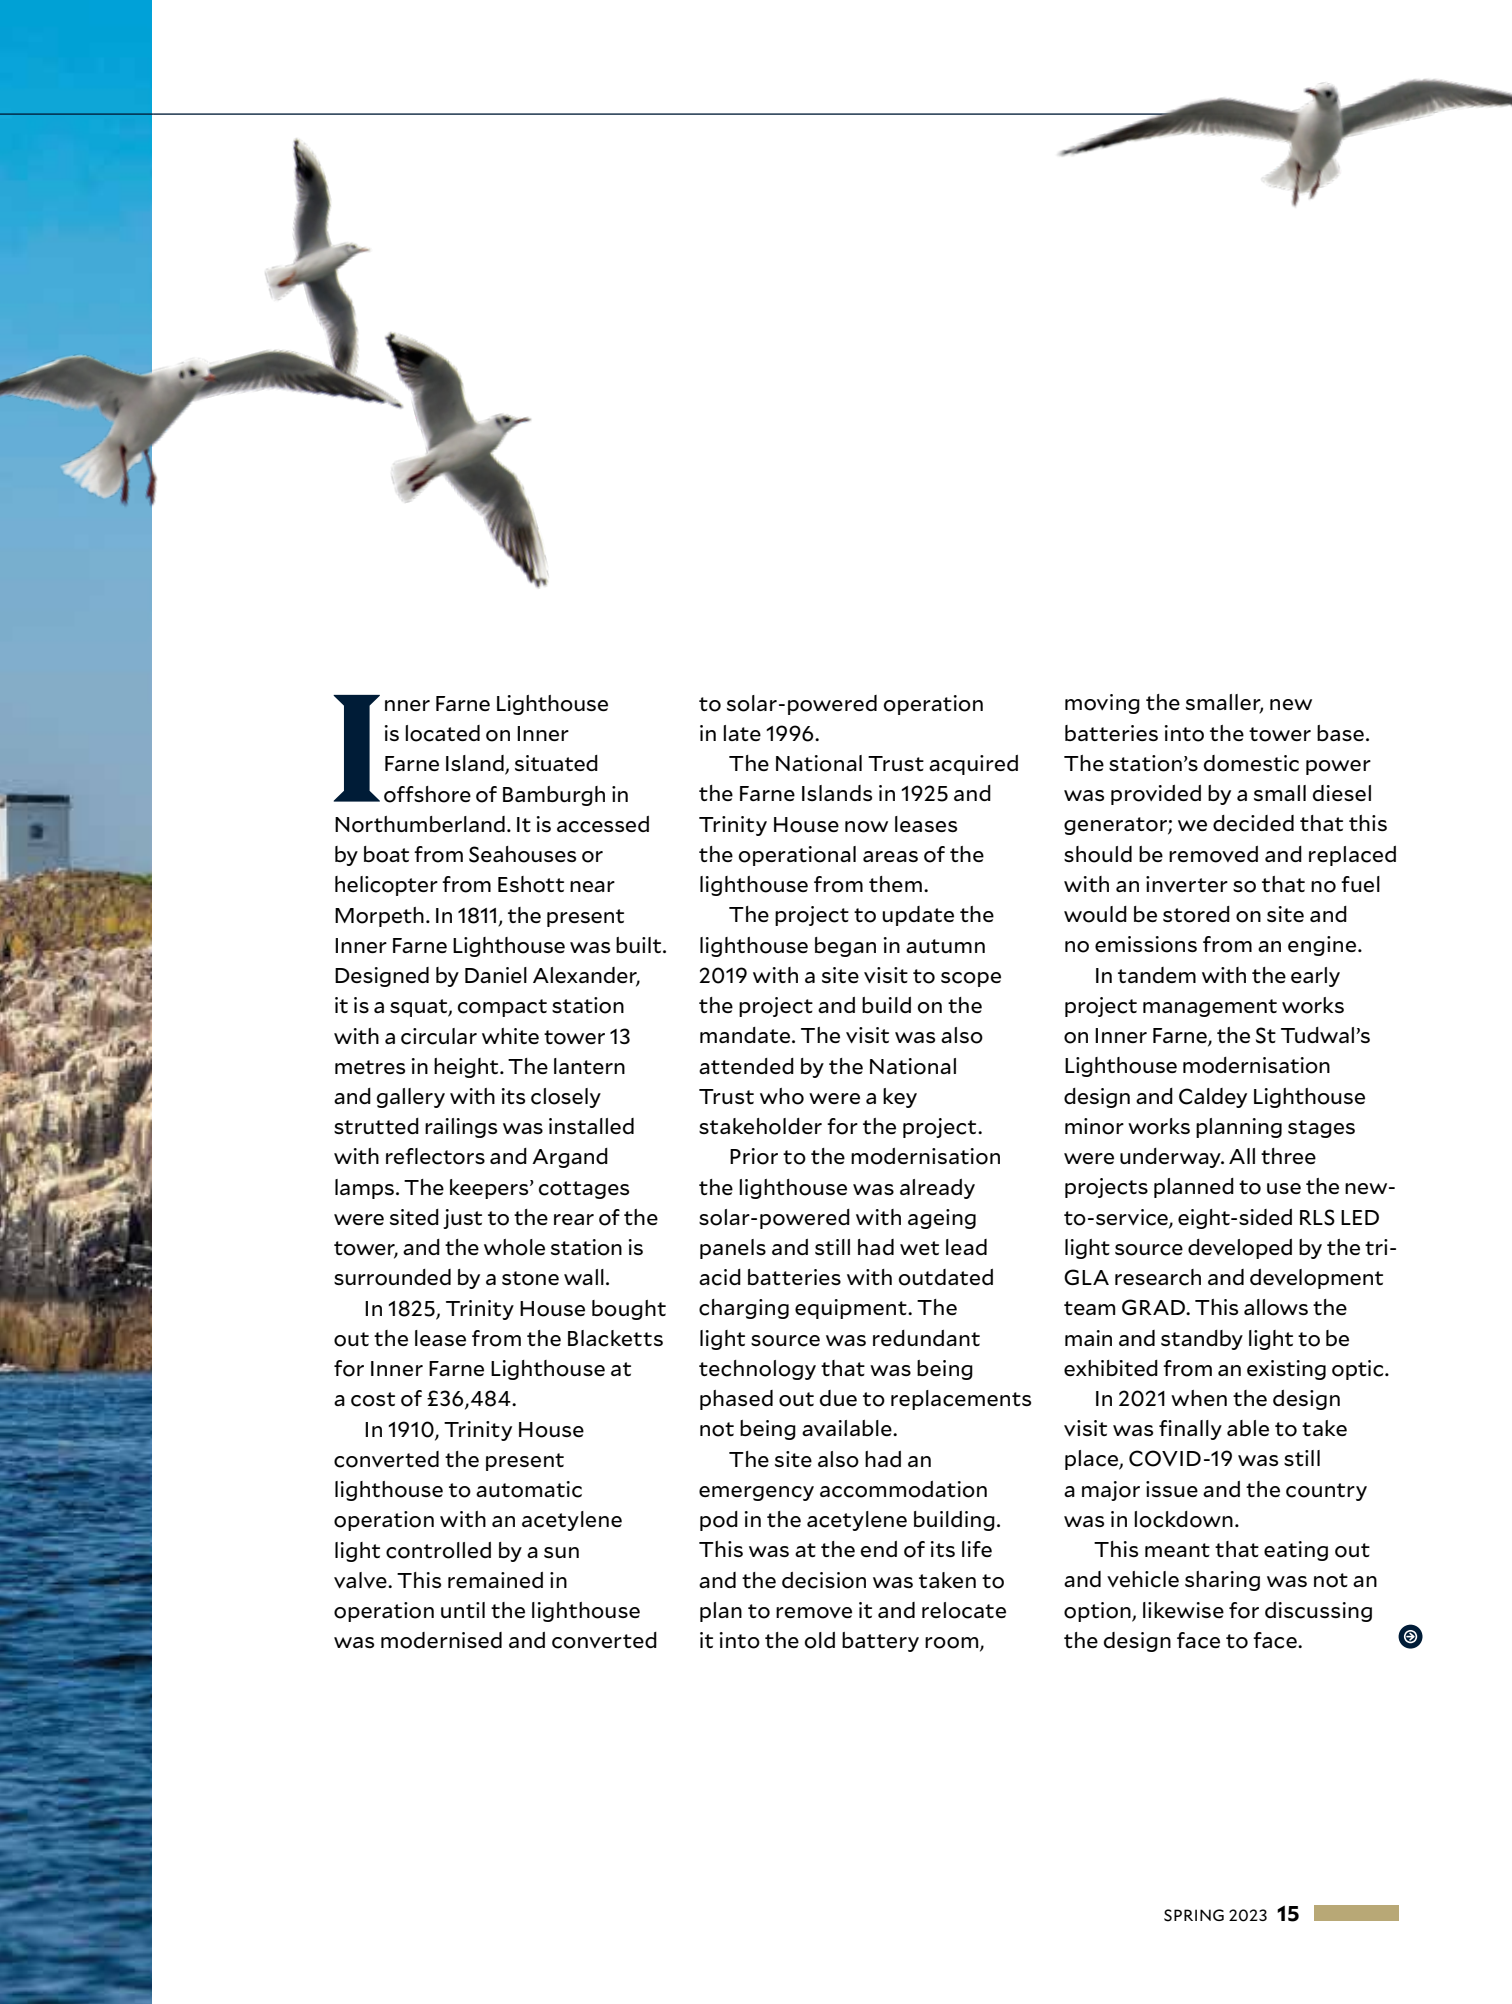 Inner Farne Lighthouse
is located on Inner
Farne Island, situated
offshore of Bamburgh in
Northumberland. It is accessed
by boat from Seahouses or
helicopter from Eshott near
Morpeth. In 1811, the present
Inner Farne Lighthouse was built.
Designed by Daniel Alexander,
it is a squat, compact station
with a circular white tower 13
metres in height. The lantern
and gallery with its closely
strutted railings was installed
with reflectors and Argand
lamps. The keepers’ cottages
were sited just to the rear of the
tower, and the whole station is
surrounded by a stone wall.
In 1825, Trinity House bought
out the lease from the Blacketts
for Inner Farne Lighthouse at
a cost of £36,484.
In 1910, Trinity House
converted the present
lighthouse to automatic
operation with an acetylene
light controlled by a sun
valve. This remained in
operation until the lighthouse
was modernised and converted
to solar-powered operation
in late 1996.
The National Trust acquired
the Farne Islands in 1925 and
Trinity House now leases
the operational areas of the
lighthouse from them.
The project to update the
lighthouse began in autumn
2019 with a site visit to scope
the project and build on the
mandate. The visit was also
attended by the National
Trust who were a key
stakeholder for the project.
Prior to the modernisation
the lighthouse was already
solar-powered with ageing
panels and still had wet lead
acid batteries with outdated
charging equipment. The
light source was redundant
technology that was being
phased out due to replacements
not being available.
The site also had an
emergency accommodation
pod in the acetylene building.
This was at the end of its life
and the decision was taken to
plan to remove it and relocate
it into the old battery room,
moving the smaller, new
batteries into the tower base.
The station’s domestic power
was provided by a small diesel
generator; we decided that this
should be removed and replaced
with an inverter so that no fuel
would be stored on site and
no emissions from an engine.
In tandem with the early
project management works
on Inner Farne, the St Tudwal’s
Lighthouse modernisation
design and Caldey Lighthouse
minor works planning stages
were underway. All three
projects planned to use the new-
to-service, eight-sided RLS LED
light source developed by the tri-
GLA research and development
team GRAD. This allows the
main and standby light to be
exhibited from an existing optic.
In 2021 when the design
visit was finally able to take
place, COVID-19 was still
a major issue and the country
was in lockdown.
This meant that eating out
and vehicle sharing was not an
option, likewise for discussing
the design face to face.
SPRING 2023 15